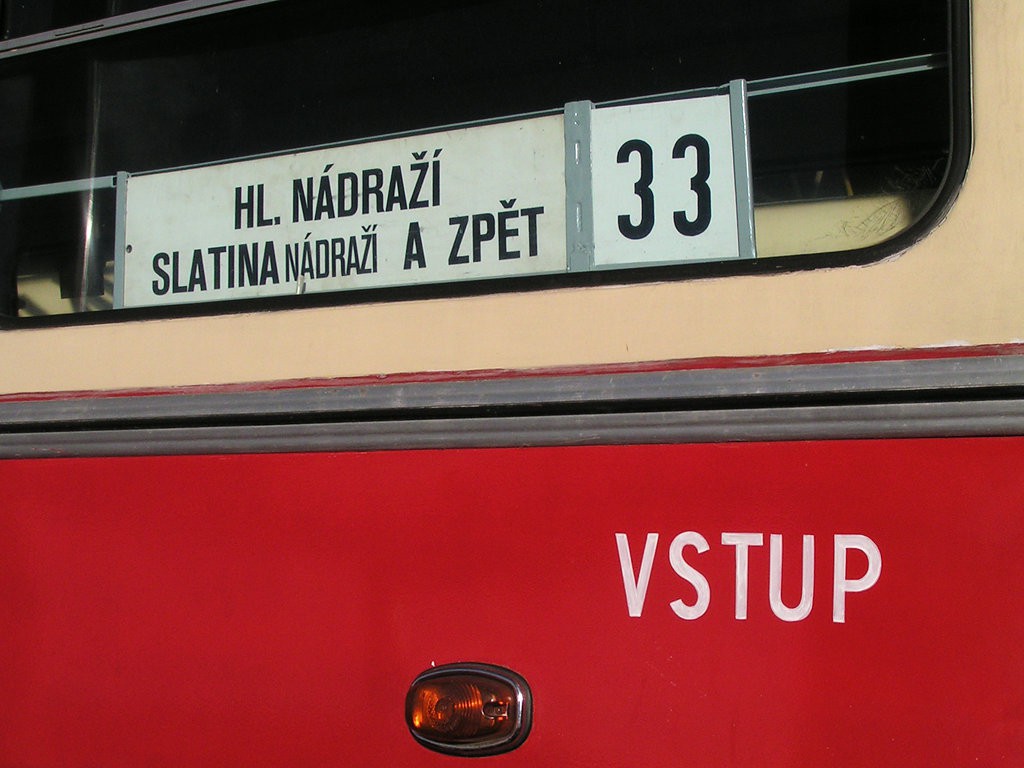 HL. NÁDRAŽÍ
SLATINA NÁDRAŽÍ A ZPĚT
33
VSTUP